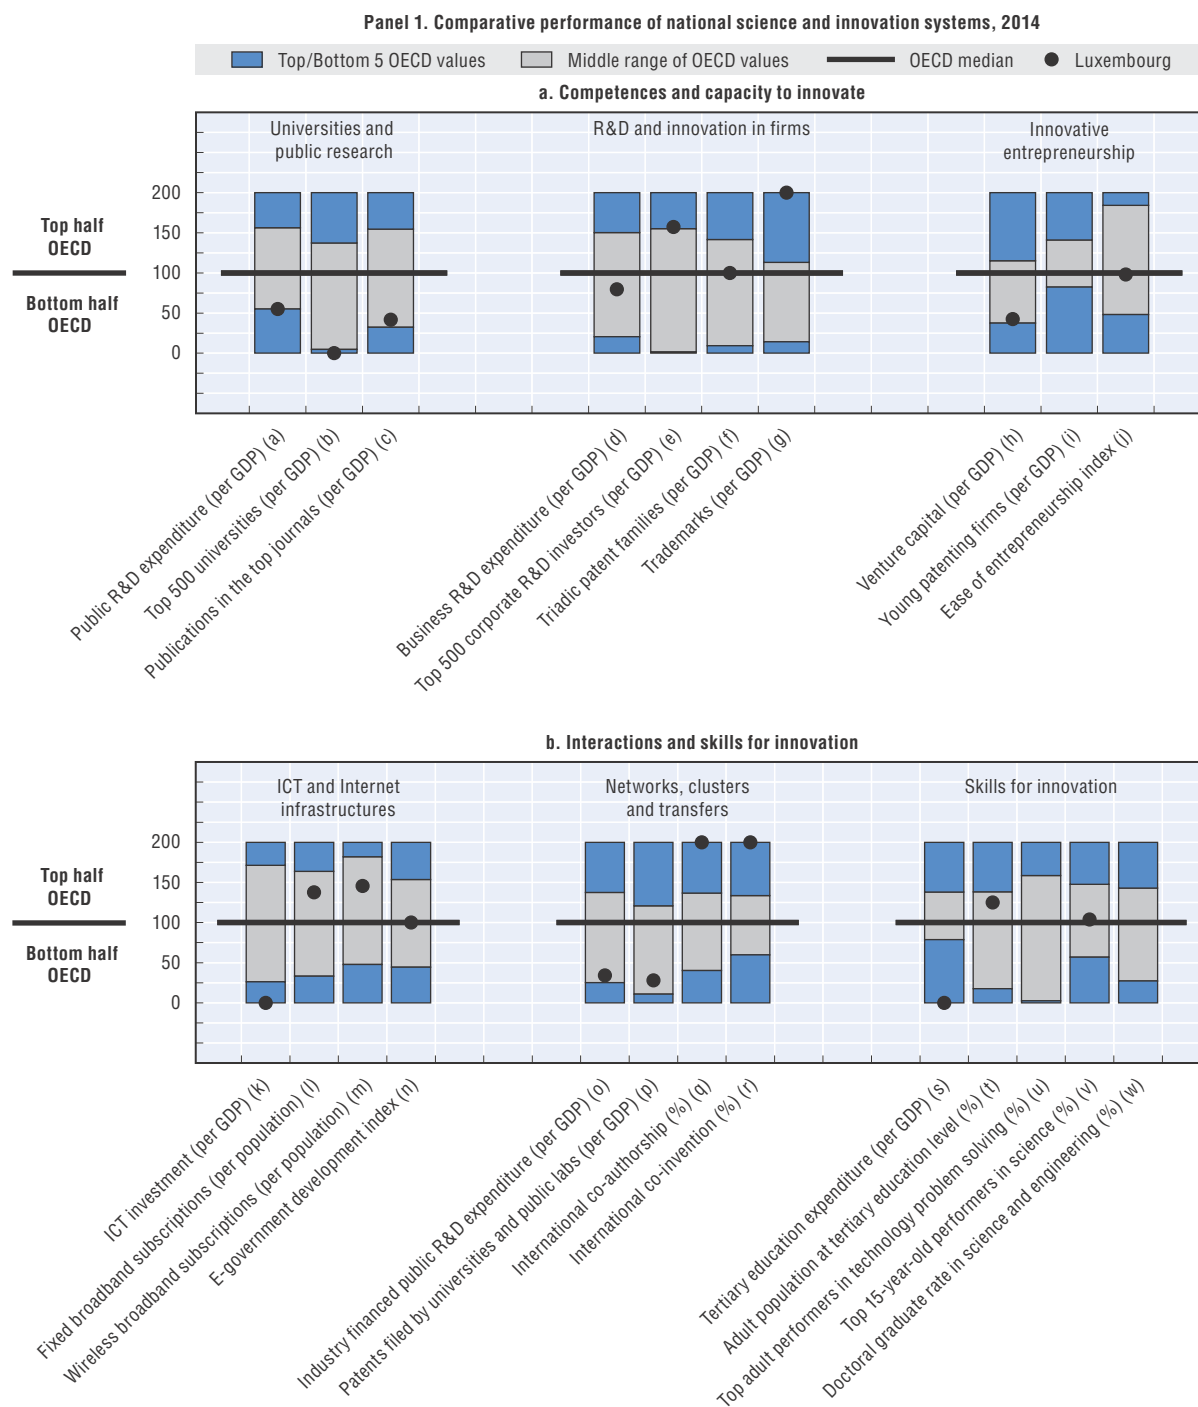 Panel 1. Comparative performance of national science and innovation systems, 2014
Top/Bottom 5 OECD values
Middle range of OECD values
OECD median
Luxembourg
a. Competences and capacity to innovate
Universities and
public research
R&D and innovation in firms
Innovative
entrepreneurship
200
150
100
50
0
Top half
OECD
Bottom half
OECD
Public R&D expenditure (per GDP) (a)
Top 500 universities (per GDP) (b)
Publications in the top journals (per GDP) (c)
Business R&D expenditure (per GDP) (d)
Top 500 corporate R&D investors (per GDP) (e)
Triadic patent families (per GDP) (f)
Trademarks (per GDP) (g)
Venture capital (per GDP) (h)
Young patenting firms (per GDP) (i)
Ease of entrepreneurship index (j)
b. Interactions and skills for innovation
ICT and Internet
infrastructures
Networks, clusters
and transfers
Skills for innovation
200
150
100
50
0
Top half
OECD
Bottom half
OECD
ICT investment (per GDP) (k)
Fixed broadband subscriptions (per population) (l)
Wireless broadband subscriptions (per population) (m)
E-government development index (n)
Industry financed public R&D expenditure (per GDP) (o)
Patents filed by universities and public labs (per GDP) (p)
International co-authorship (%) (q)
International co-invention (%) (r)
Tertiary education expenditure (per GDP) (s)
Adult population at tertiary education level (%) (t)
Top adult performers in technology problem solving (%) (u)
Top 15-year-old performers in science (%) (v)
Doctoral graduate rate in science and engineering (%) (w)